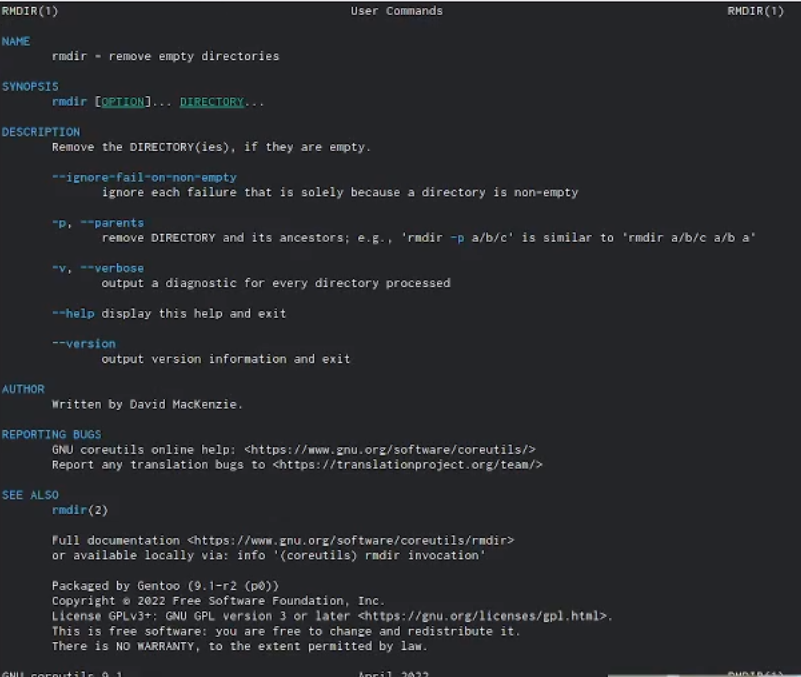 RMDIR(1) User Commands RMDIR(1)
NAME
rmdir - remove empty directories
SYNOPSIS
rmdir [OPTION]... DIRECTORY...
DESCRIPTION
Remove the DIRECTORY(ies), if they are empty.
--ignore-fail-on-non-empty
ignore each failure that is solely because a directory is non-empty
-p, --parents
remove DIRECTORY and its ancestors; e.g., 'rmdir -p a/b/c' is similar to 'rmdir a/b/c a/b a'
-v, --verbose
output a diagnostic for every directory processed
--help display this help and exit
--version
output version information and exit
AUTHOR
Written by David MacKenzie.
REPORTING BUGS
GNU coreutils online help: <https://www.gnu.org/software/coreutils/>
Report any translation bugs to <https://translationproject.org/team/>
SEE ALSO
rmdir(2)
Full documentation <https://www.gnu.org/software/coreutils/rmdir>
or available locally via: info '(coreutils) rmdir invocation'
Packaged by Gentoo (9.1-r2 (p0))
Copyright © 2022 Free Software Foundation, Inc.
License GPLv3+: GNU GPL version 3 or later <https://gnu.org/licenses/gpl.html>.
This is free software: you are free to change and redistribute it.
There is NO WARRANTY, to the extent permitted by law.
GNU coreutils 9.1 April 2022 RMDIR(1)